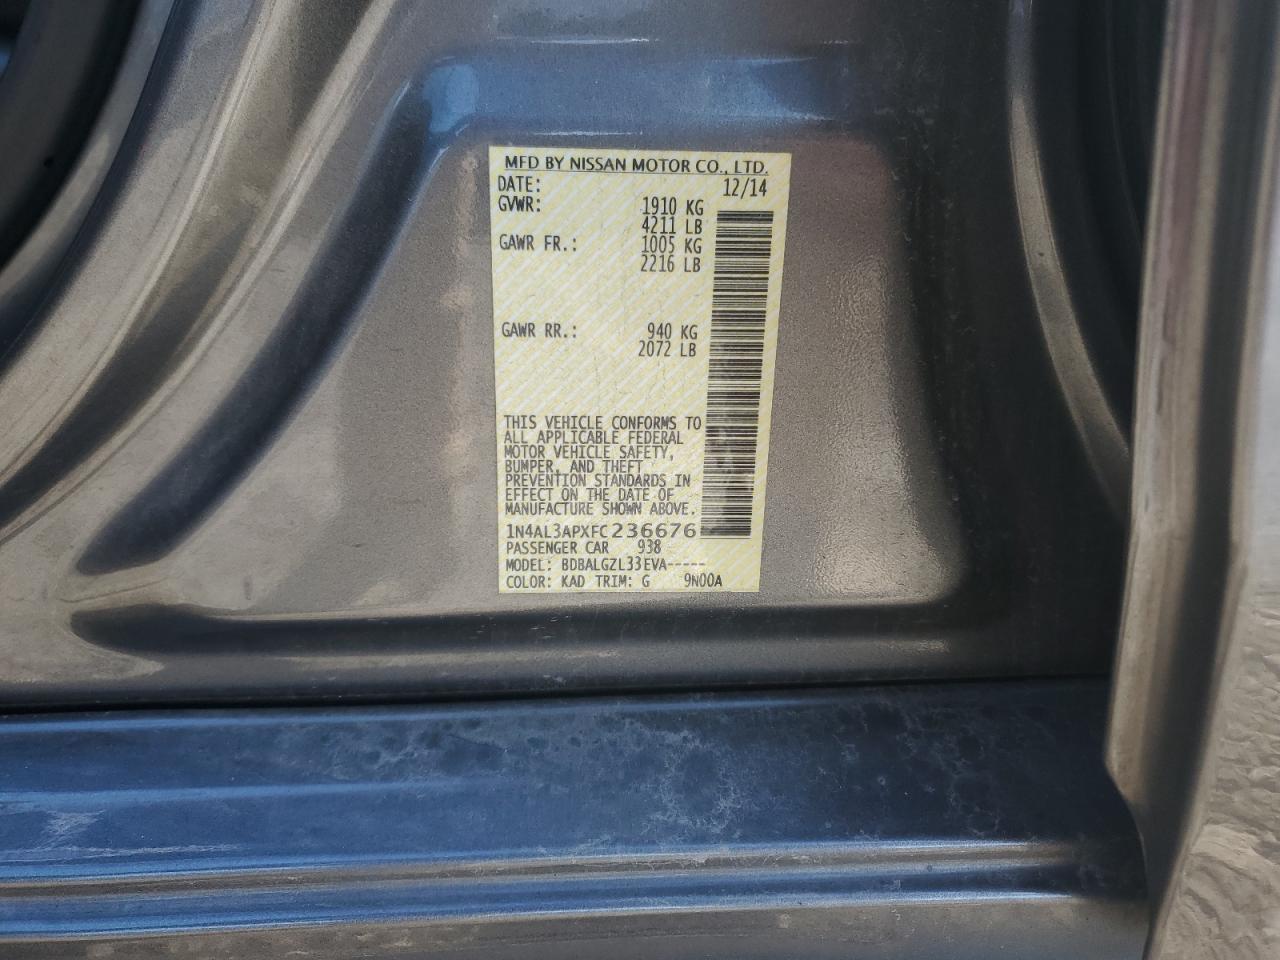 MFD BY NISSAN MOTOR CO., LTD.
DATE: 12/14
GVWR: 1910 KG
4211 LB
GAWR FR.: 1005 KG
2216 LB
GAWR RR.: 940 KG
2072 LB
THIS VEHICLE CONFORMS TO
ALL APPLICABLE FEDERAL
MOTOR VEHICLE SAFETY,
BUMPER, AND THEFT
PREVENTION STANDARDS IN
EFFECT ON THE DATE OF
MANUFACTURE SHOWN ABOVE.
1N4AL3APXFC236676
PASSENGER CAR 938
MODEL: BDBALGZL33EVA-----
COLOR: KAD TRIM: G 9N00A